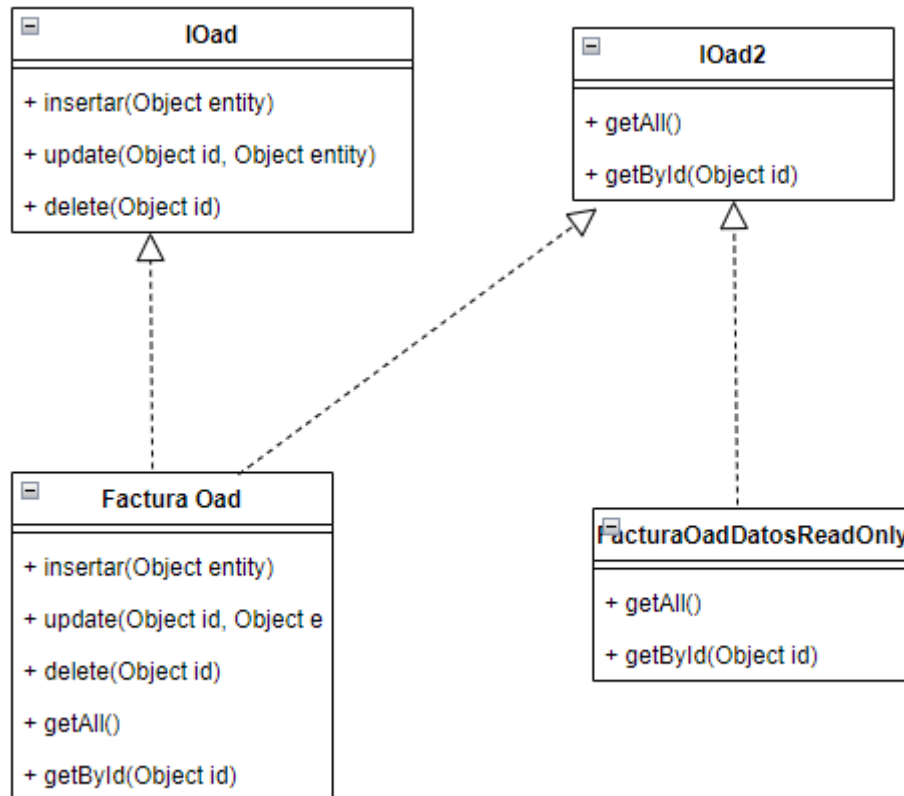 IOad
+ insertar(Object entity)
+ update(Object id, Object entity)
+ delete(Object id)
IOad2
+ getAll()
+ getById(Object id)
Factura Oad
+ insertar(Object entity)
+ update(Object id, Object e
+ delete(Object id)
+ getAll()
+ getById(Object id)
FacturaOadDatosReadOnly
+ getAll()
+ getById(Object id)